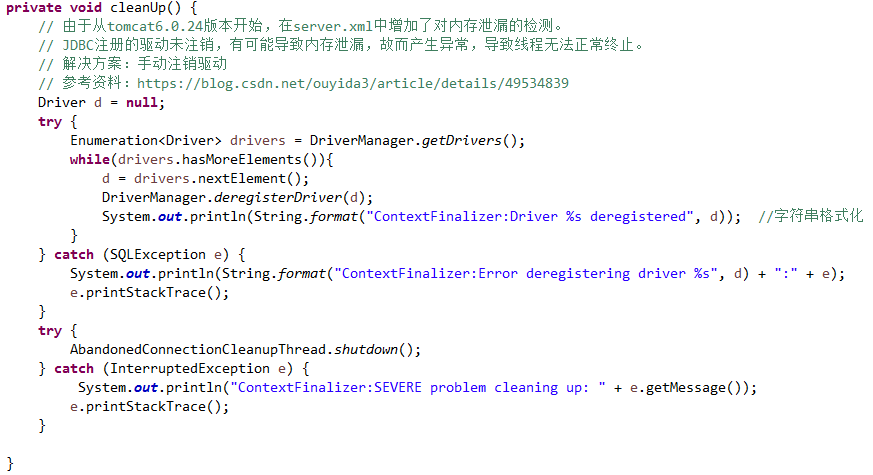 private void cleanUp() {
    // 由于从tomcat6.0.24版本开始，在server.xml中增加了对内存泄漏的检测。
    // JDBC注册的驱动未注销，有可能导致内存泄漏，故而产生异常，导致线程无法正常终止。
    // 解决方案：手动注销驱动
    // 参考资料：https://blog.csdn.net/ouyida3/article/details/49534839
    Driver d = null;
    try {
        Enumeration<Driver> drivers = DriverManager.getDrivers();
        while(drivers.hasMoreElements()){
            d = drivers.nextElement();
            DriverManager.deregisterDriver(d);
            System.out.println(String.format("ContextFinalizer:Driver %s deregistered", d));  //字符串格式化
        }
    } catch (SQLException e) {
        System.out.println(String.format("ContextFinalizer:Error deregistering driver %s", d) + ":" + e);
        e.printStackTrace();
    }
    try {
        AbandonedConnectionCleanupThread.shutdown();
    } catch (InterruptedException e) {
         System.out.println("ContextFinalizer:SEVERE problem cleaning up: " + e.getMessage());
        e.printStackTrace();
    }
}